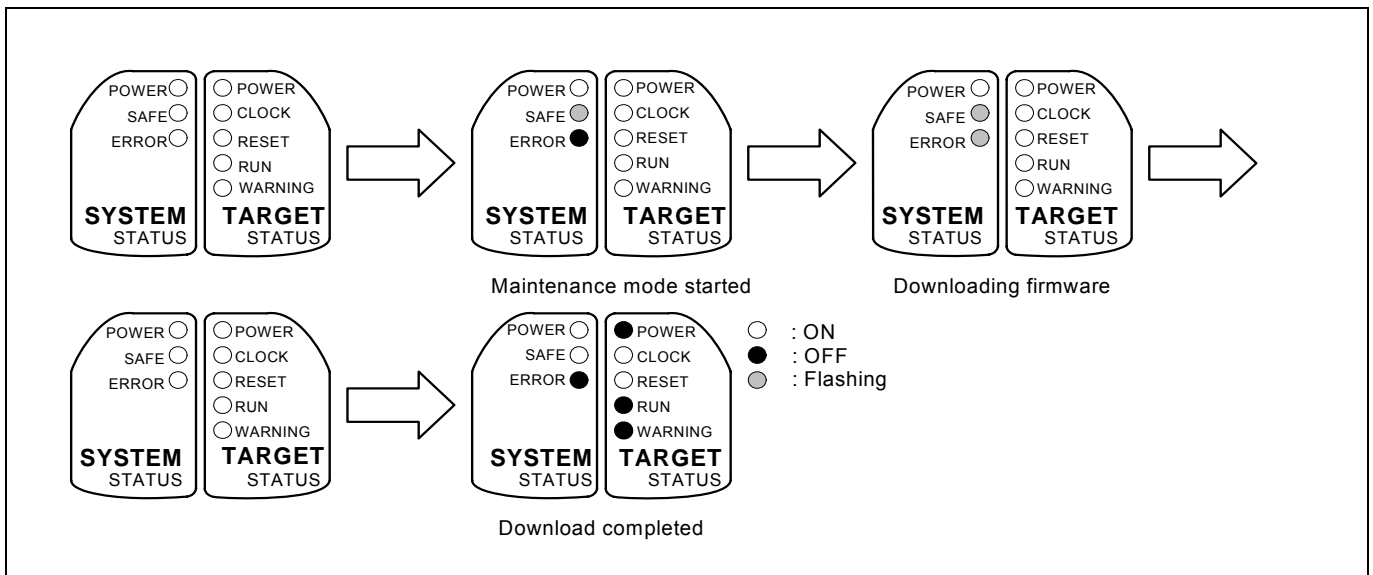 POWER
SAFE
ERROR
SYSTEM
STATUS
POWER
CLOCK
RESET
RUN
WARNING
TARGET
STATUS
POWER
SAFE
ERROR
SYSTEM
STATUS
POWER
CLOCK
RESET
RUN
WARNING
TARGET
STATUS
Maintenance mode started
POWER
SAFE
ERROR
SYSTEM
STATUS
POWER
CLOCK
RESET
RUN
WARNING
TARGET
STATUS
Downloading firmware
POWER
SAFE
ERROR
SYSTEM
STATUS
POWER
CLOCK
RESET
RUN
WARNING
TARGET
STATUS
POWER
SAFE
ERROR
SYSTEM
STATUS
POWER
CLOCK
RESET
RUN
WARNING
TARGET
STATUS
Download completed
: ON
: OFF
: Flashing